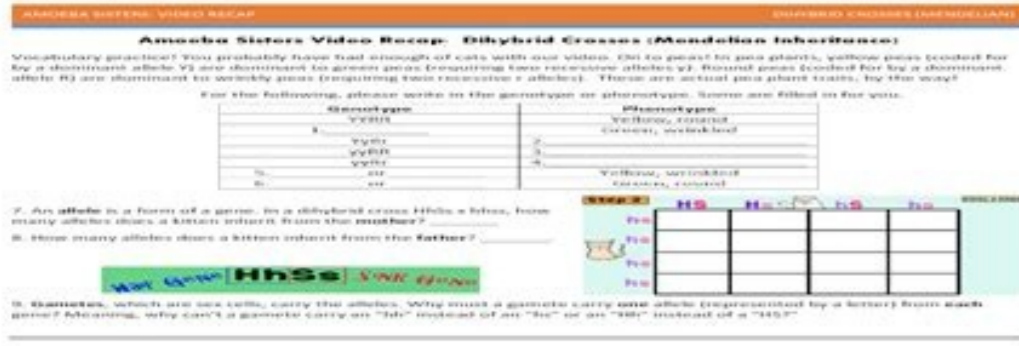 AMOEBA SISTERS: VIDEO RECAP DIHYBRID CROSSES (MENDELIAN)
Amoeba Sisters Video Recap- Dihybrid Crosses (Mendelian Inheritance)
Vocabulary practice! You probably have had enough of cats with our video. On to peas! In pea plants, yellow peas (coded for
by a dominant allele Y) are dominant to green peas (requiring two recessive alleles y). Round peas (coded for by a dominant
allele R) are dominant to wrinkly peas (requiring two recessive r alleles). These are actual pea plant traits, by the way!
For the following, please write in the genotype or phenotype. Some are filled in for you.
Genotype Phenotype
YYRR Yellow, round
1. Green, wrinkled
YyRr 2.
yyRR 3.
yyRr 4.
5. or Yellow, wrinkled
6. or Green, round
7. An allele is a form of a gene. In a dihybrid cross HhSs x hhss, how
many alleles does a kitten inherit from the mother?
8. How many alleles does a kitten inherit from the father?
Step 2
HS Hs hS hs
hs
hs
hs
hs
HhSs
9. Gametes, which are sex cells, carry the alleles. Why must a gamete carry one allele (represented by a letter) from each
gene? Meaning, why can't a gamete carry an "hh" instead of an "hs" or an "Hh" instead of a "HS?"